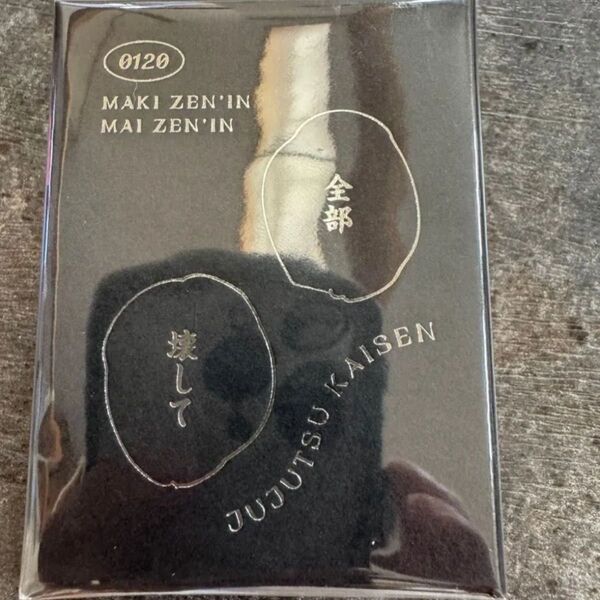 0120
MAKI ZEN'IN
MAI ZEN'IN
全部
壊して
JUJUTSU KAISEN